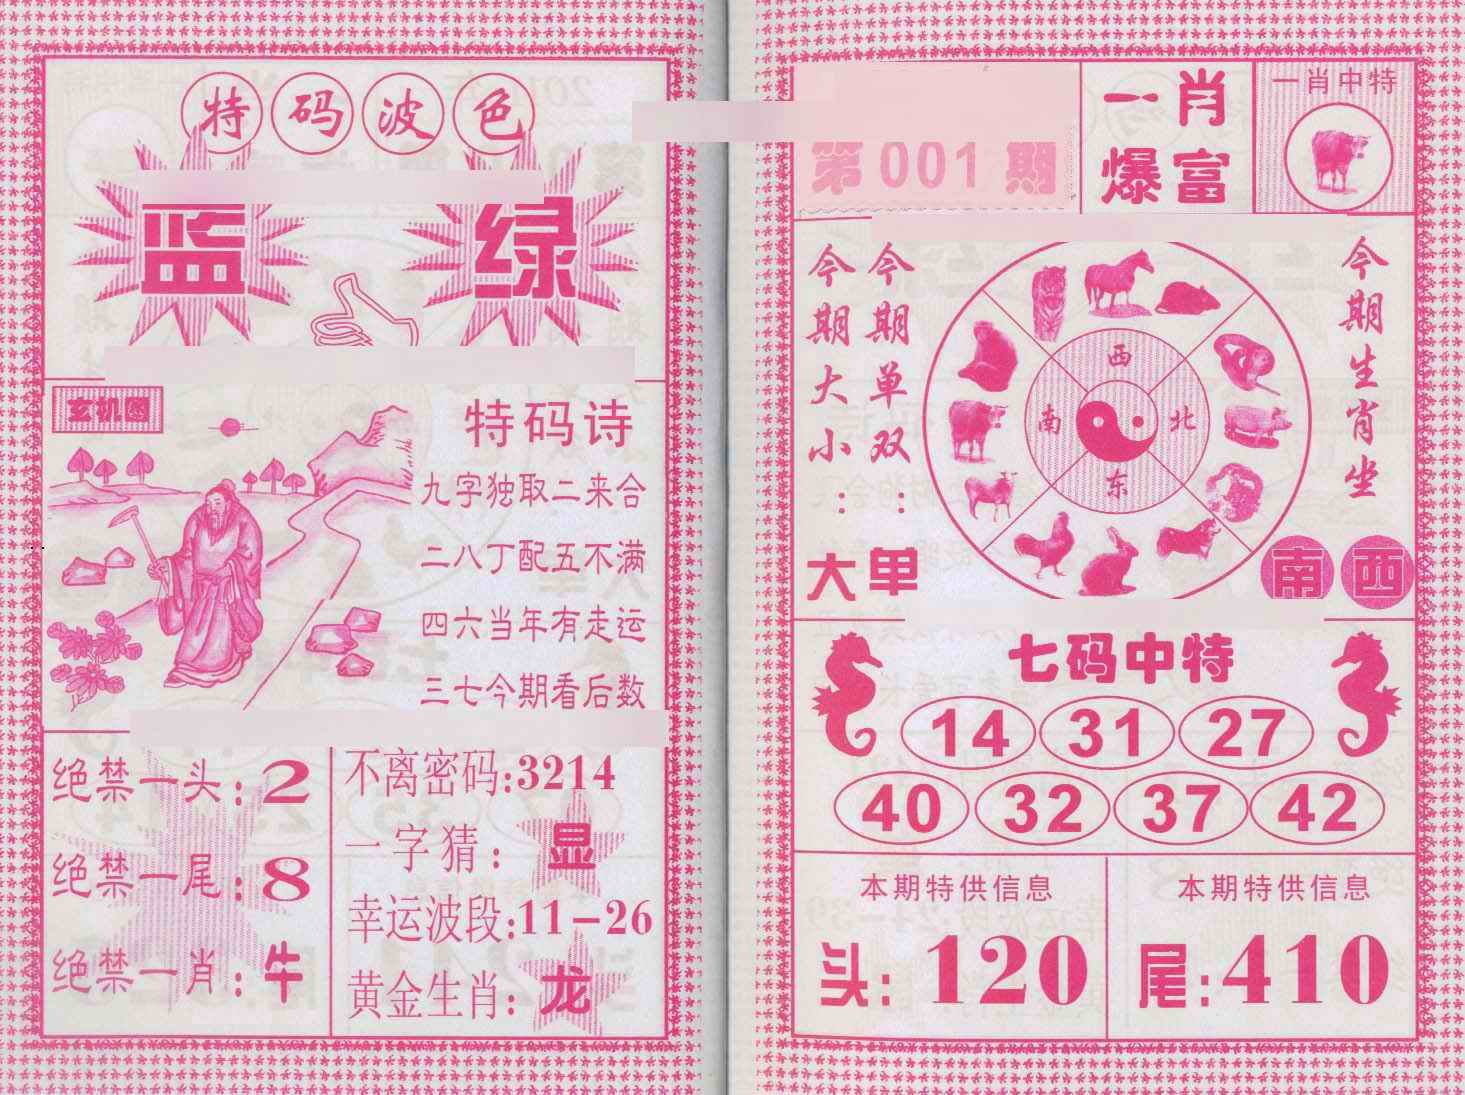 特码波色
蓝 绿
玄机图
特码诗
九字独取二来合
二八丁配五不满
四六当年有走运
三七今期看后数
绝禁一头:2
绝禁一尾:8
绝禁一肖:牛
不离密码:3214
一字猜:显
幸运波段:11-26
黄金生肖:龙
第001期
一肖
爆富
一肖中特
今期大小:大
今期单双:单
西
南 北
东
今期生肖坐
南 西
七码中特
14 31 27
40 32 37 42
本期特供信息
头:120
本期特供信息
尾:410